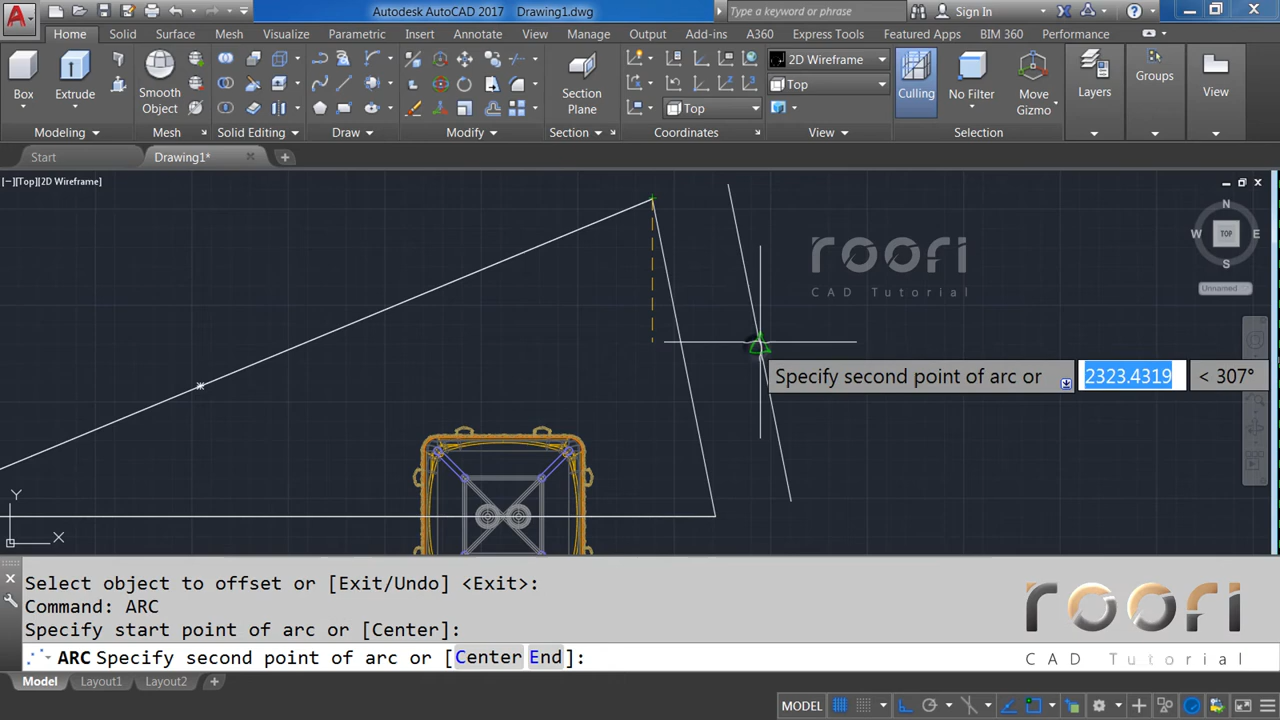 Autodesk AutoCAD 2017 Drawing1.dwg
Type a keyword or phrase
Sign In
Home Solid Surface Mesh Visualize Parametric Insert Annotate View Manage Output Add-ins A360 Express Tools Featured Apps BIM 360 Performance
Box
Extrude
Smooth
Object
Section
Plane
2D Wireframe
Top
Top
Culling
No Filter
Move
Gizmo
Layers
Groups
View
Modeling Mesh Solid Editing Draw Modify Section Coordinates View Selection
Start
Drawing1*
[−][Top][2D Wireframe]
N
W TOP E
S
Unnamed
roofi
CAD Tutorial
Specify second point of arc or 2323.4319 < 307°
Y
X
Select object to offset or [Exit/Undo] <Exit>:
Command: ARC
Specify start point of arc or [Center]:
ARC Specify second point of arc or [Center End]:
roofi
CAD Tutorial
Model Layout1 Layout2
MODEL